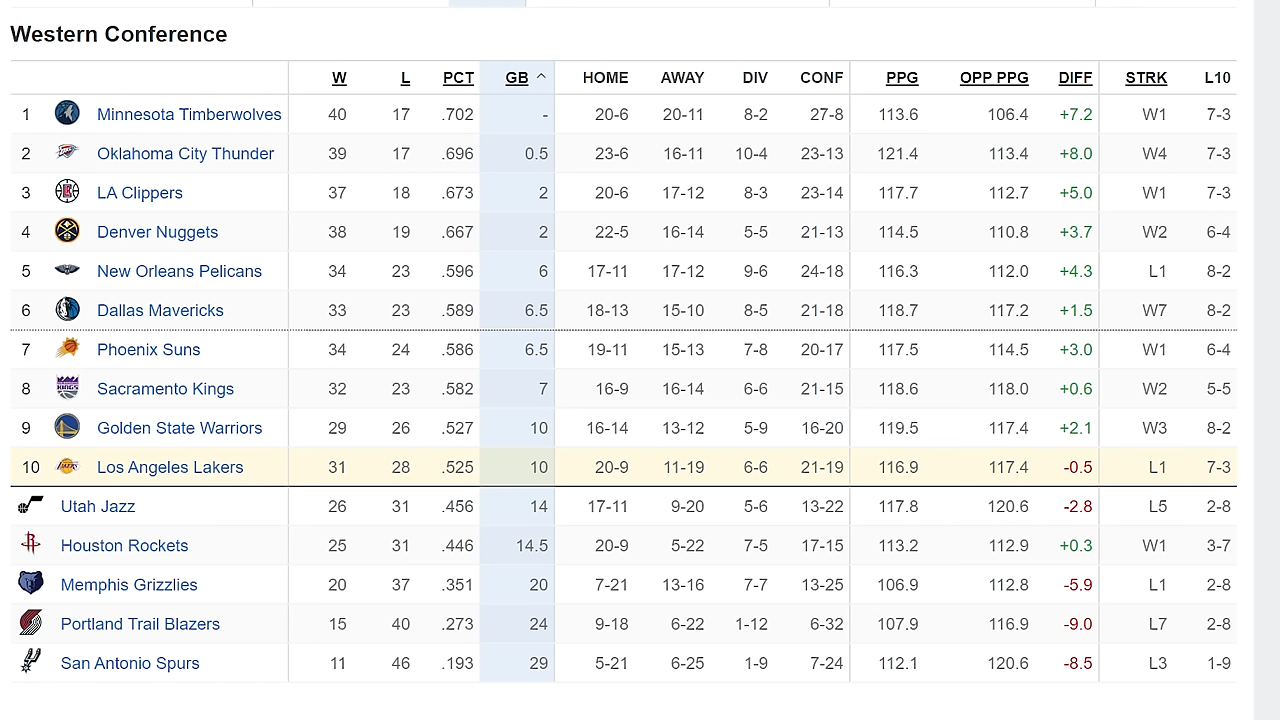 Western Conference
W L PCT GB ^ HOME AWAY DIV CONF PPG OPP PPG DIFF STRK L10
1 Minnesota Timberwolves 40 17 .702 - 20-6 20-11 8-2 27-8 113.6 106.4 +7.2 W1 7-3
2 Oklahoma City Thunder 39 17 .696 0.5 23-6 16-11 10-4 23-13 121.4 113.4 +8.0 W4 7-3
3 LA Clippers 37 18 .673 2 20-6 17-12 8-3 23-14 117.7 112.7 +5.0 W1 7-3
4 Denver Nuggets 38 19 .667 2 22-5 16-14 5-5 21-13 114.5 110.8 +3.7 W2 6-4
5 New Orleans Pelicans 34 23 .596 6 17-11 17-12 9-6 24-18 116.3 112.0 +4.3 L1 8-2
6 Dallas Mavericks 33 23 .589 6.5 18-13 15-10 8-5 21-18 118.7 117.2 +1.5 W7 8-2
7 Phoenix Suns 34 24 .586 6.5 19-11 15-13 7-8 20-17 117.5 114.5 +3.0 W1 6-4
8 Sacramento Kings 32 23 .582 7 16-9 16-14 6-6 21-15 118.6 118.0 +0.6 W2 5-5
9 Golden State Warriors 29 26 .527 10 16-14 13-12 5-9 16-20 119.5 117.4 +2.1 W3 8-2
10 Los Angeles Lakers 31 28 .525 10 20-9 11-19 6-6 21-19 116.9 117.4 -0.5 L1 7-3
Utah Jazz 26 31 .456 14 17-11 9-20 5-6 13-22 117.8 120.6 -2.8 L5 2-8
Houston Rockets 25 31 .446 14.5 20-9 5-22 7-5 17-15 113.2 112.9 +0.3 W1 3-7
Memphis Grizzlies 20 37 .351 20 7-21 13-16 7-7 13-25 106.9 112.8 -5.9 L1 2-8
Portland Trail Blazers 15 40 .273 24 9-18 6-22 1-12 6-32 107.9 116.9 -9.0 L7 2-8
San Antonio Spurs 11 46 .193 29 5-21 6-25 1-9 7-24 112.1 120.6 -8.5 L3 1-9